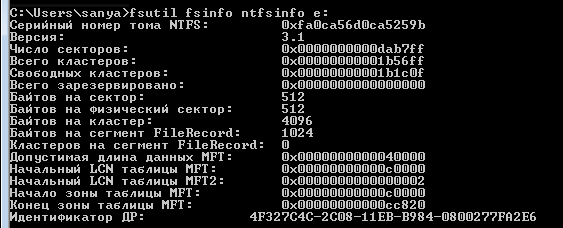 C:\Users\sanya>fsutil fsinfo ntfsinfo e:
Серийный номер тома NTFS: 0xfa0ca56d0ca5259b
Версия: 3.1
Число секторов: 0x0000000000dab7ff
Всего кластеров: 0x00000000001b56ff
Свободных кластеров: 0x00000000001b1c0f
Всего зарезервировано: 0x0000000000000000
Байтов на сектор: 512
Байтов на физический сектор: 512
Байтов на кластер: 4096
Байтов на сегмент FileRecord: 1024
Кластеров на сегмент FileRecord: 0
Допустимая длина данных MFT: 0x0000000000040000
Начальный LCN таблицы MFT: 0x00000000000c0000
Начальный LCN таблицы MFT2: 0x0000000000000002
Начало зоны таблицы MFT: 0x00000000000c0000
Конец зоны таблицы MFT: 0x00000000000cc820
Идентификатор ДР: 4F327C4C-2C08-11EB-B984-0800277FA2E6